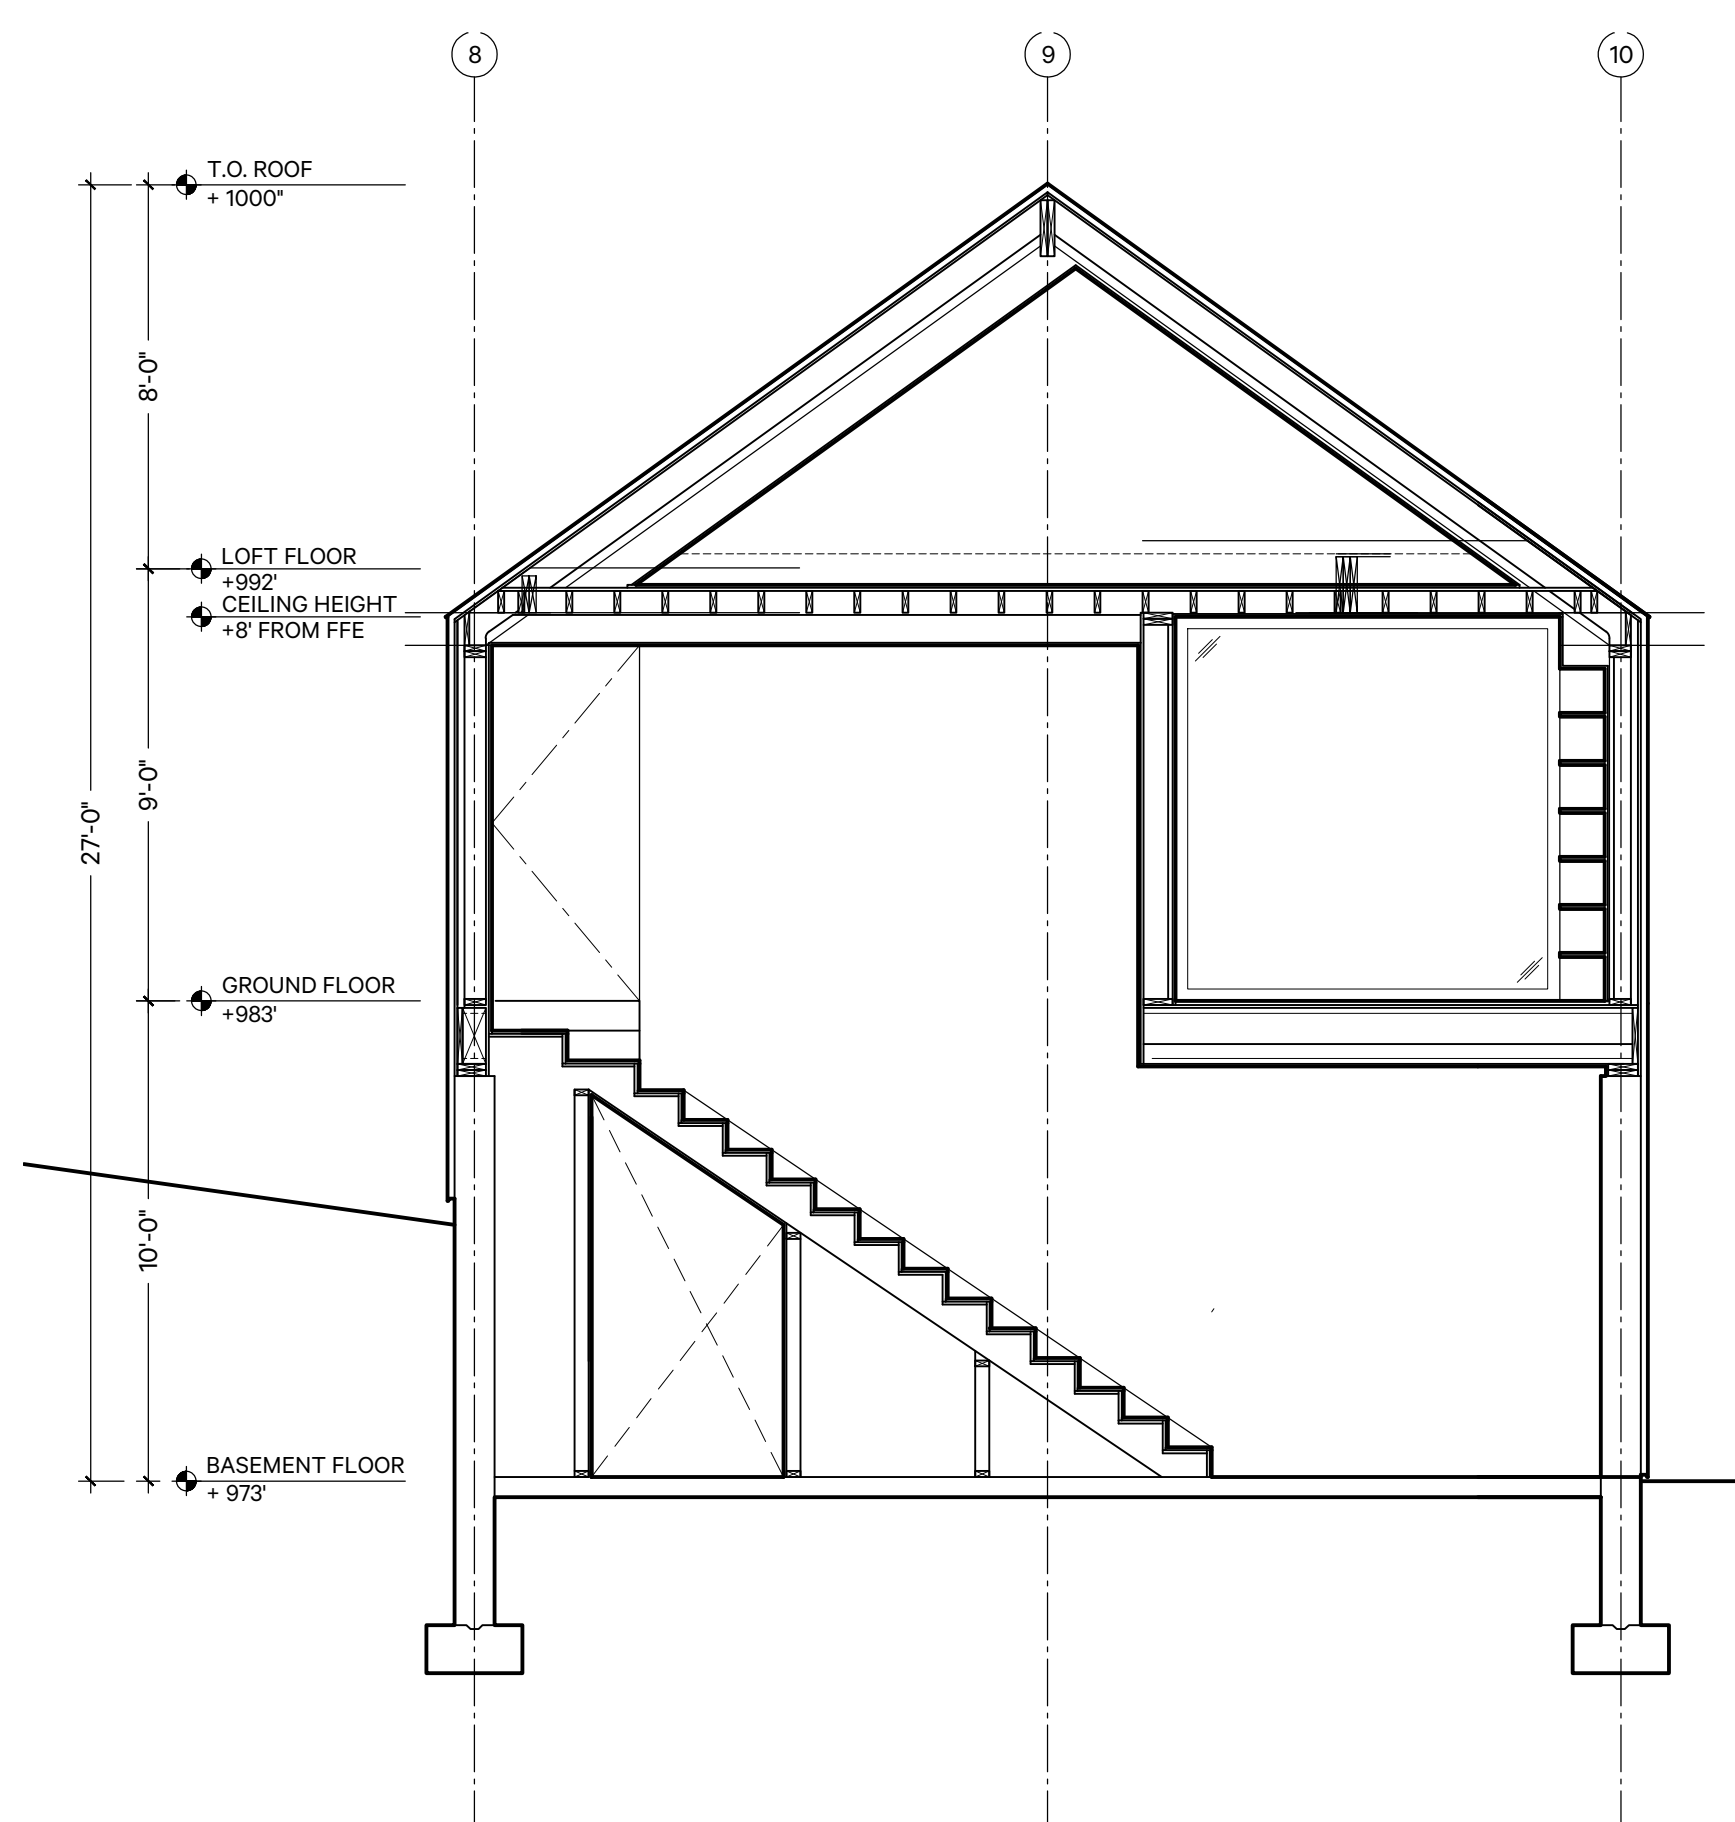 8
9
10
T.O. ROOF
+ 1000"
8'-0"
LOFT FLOOR
+992'
CEILING HEIGHT
+8' FROM FFE
9'-0"
27'-0"
GROUND FLOOR
+983'
10'-0"
BASEMENT FLOOR
+ 973'